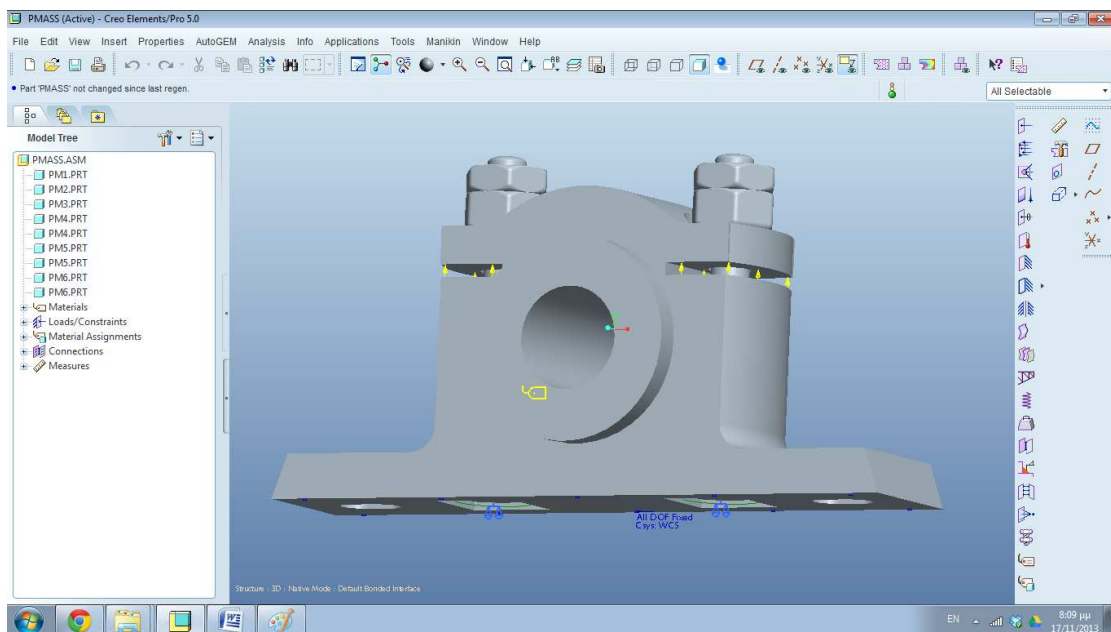 PMASS (Active) - Creo Elements/Pro 5.0
File Edit View Insert Properties AutoGEM Analysis Info Applications Tools Manikin Window Help
• Part 'PMASS' not changed since last regen.
All Selectable
Model Tree
PMASS.ASM
PM1.PRT
PM2.PRT
PM3.PRT
PM4.PRT
PM4.PRT
PM5.PRT
PM5.PRT
PM6.PRT
PM6.PRT
Materials
Loads/Constraints
Material Assignments
Connections
Measures
All DOF Fixed
Csys: WCS
Structure : 3D : Native Mode : Default Bonded Interface
EN
8:09 μμ
17/11/2013